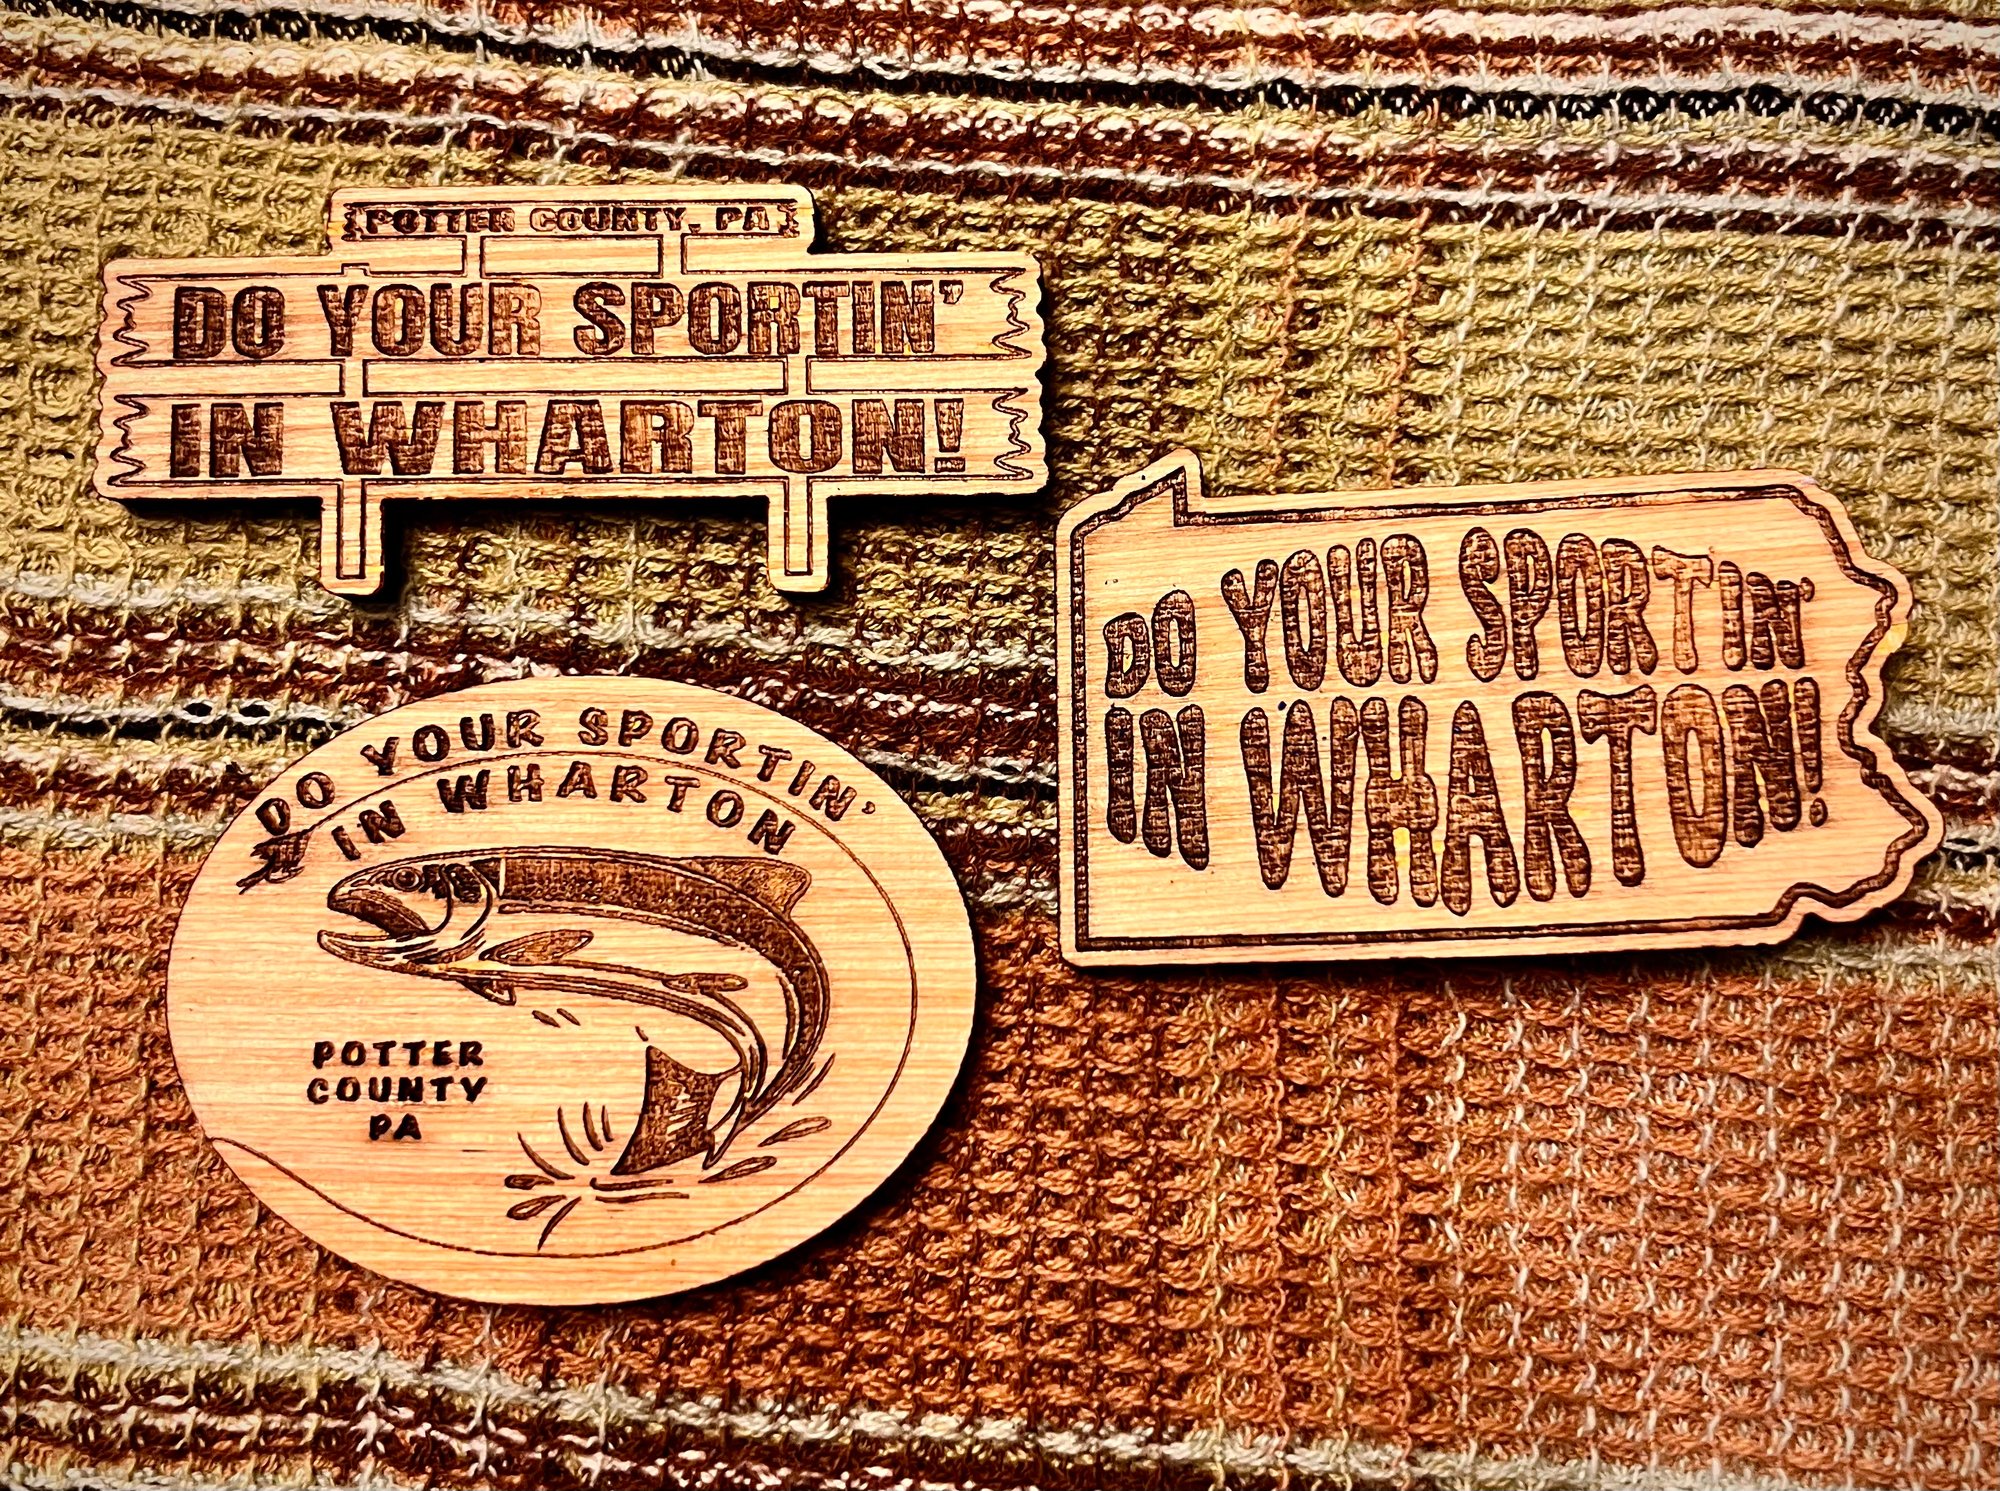 POTTER COUNTY, PA
DO YOUR SPORTIN'
IN WHARTON!
DO YOUR SPORTIN'
IN WHARTON!
DO YOUR SPORTIN'
IN WHARTON
POTTER
COUNTY
PA